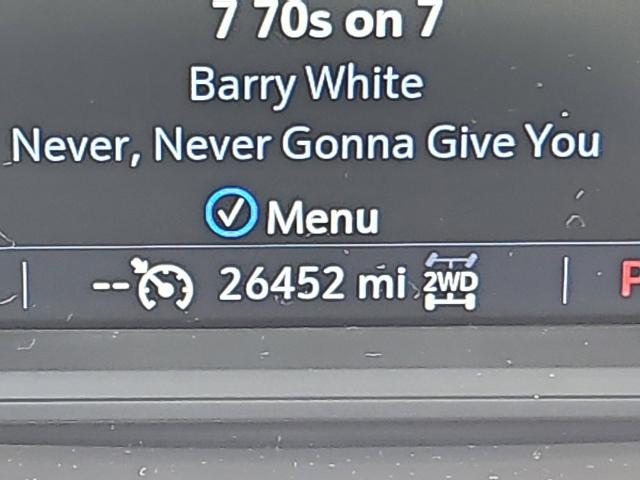 7 70s on 7
Barry White
Never, Never Gonna Give You
Menu
-- 26452 mi 2WD P